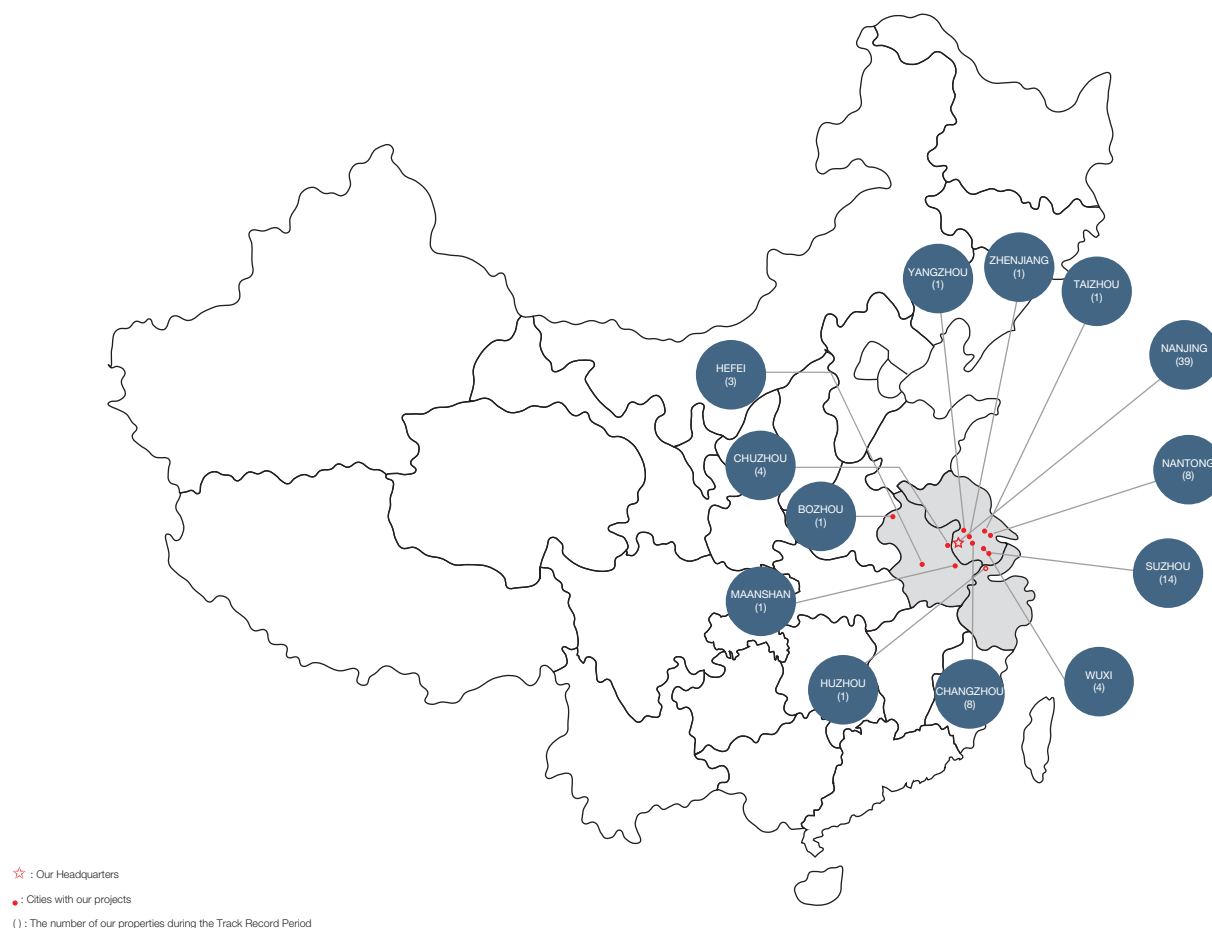 ZHENJIANG
(1)
YANGZHOU
(1)
TAIZHOU
(1)
NANJING
(39)
HEFEI
(3)
CHUZHOU
(4)
NANTONG
(8)
BOZHOU
(1)
SUZHOU
(14)
MAANSHAN
(1)
WUXI
(4)
HUZHOU
(1)
CHANGZHOU
(8)
☆ : Our Headquarters
● : Cities with our projects
( ) : The number of our properties during the Track Record Period